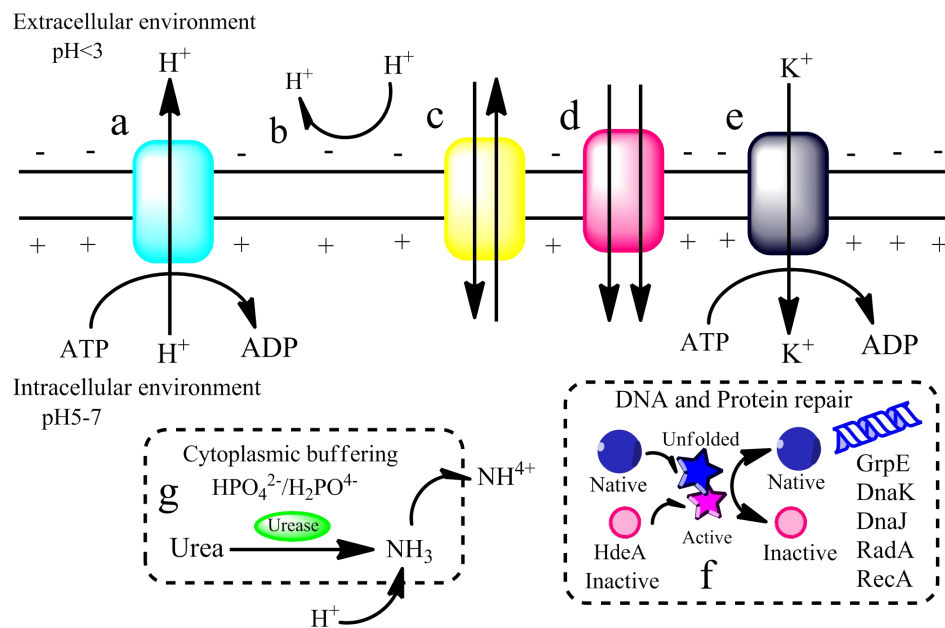 Extracellular environment
pH<3
H⁺
H⁺
H⁺
K⁺
a
b
c
d
e
- - - - - - - - - - -
+ + + + + + + + + +
ATP
H⁺
ADP
ATP
K⁺
ADP
Intracellular environment
pH5-7
Cytoplasmic buffering
HPO₄²⁻/H₂PO⁴⁻
g
Urease
Urea
NH₃
NH⁴⁺
H⁺
DNA and Protein repair
Unfolded
Native
Native
HdeA
Inactive
Active
Inactive
f
GrpE
DnaK
DnaJ
RadA
RecA